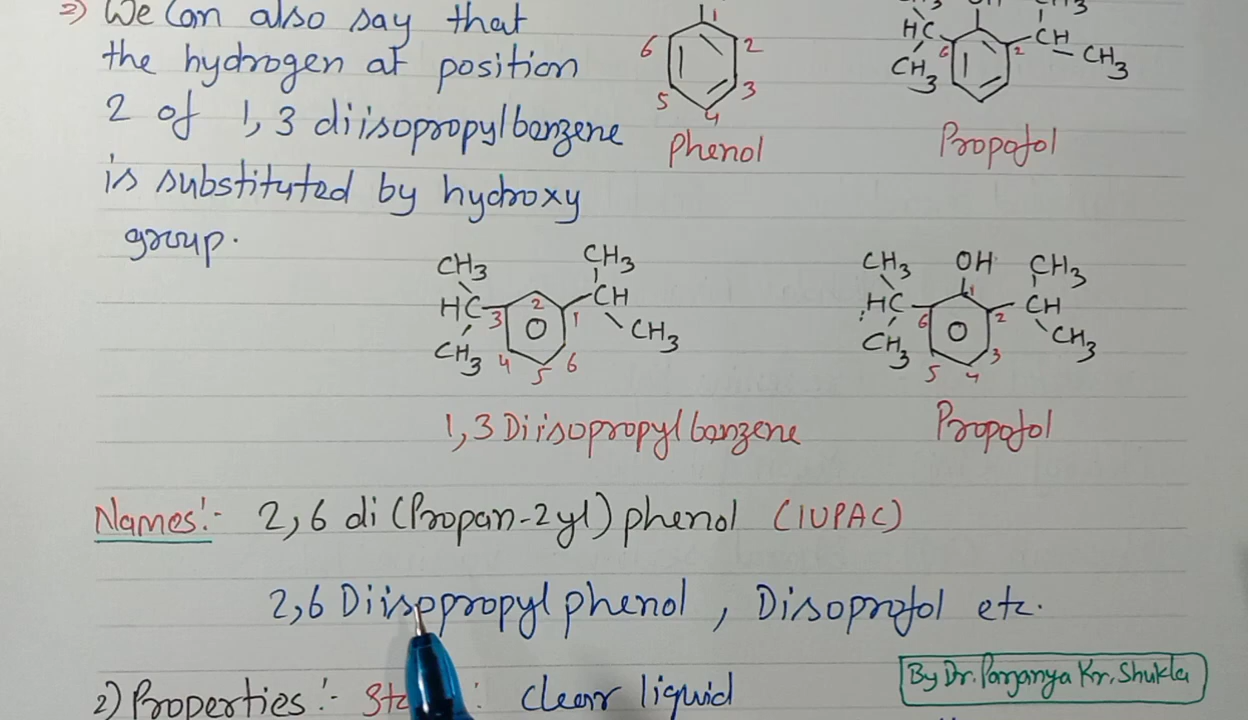 2) We Can also say that
the hydrogen at position
2 of 1,3 diisopropylbenzene
is substituted by hydroxy
group.
1
6 2
5 3
4
Phenol
CH3
HC CH
6 2
CH3 CH3
Propofol
CH3 CH3
HC CH
3 2 1
CH3 CH3
4 5 6
1,3 Diisopropylbenzene
CH3 OH CH3
1
HC CH
6 2
CH3 CH3
5 4 3
Propofol
Names:- 2,6 di (Propan-2yl) phenol (IUPAC)
2,6 Diisopropyl phenol , Disoprofol etc.
2) Properties:- : Clear liquid
By Dr. Parjanya Kr. Shukla